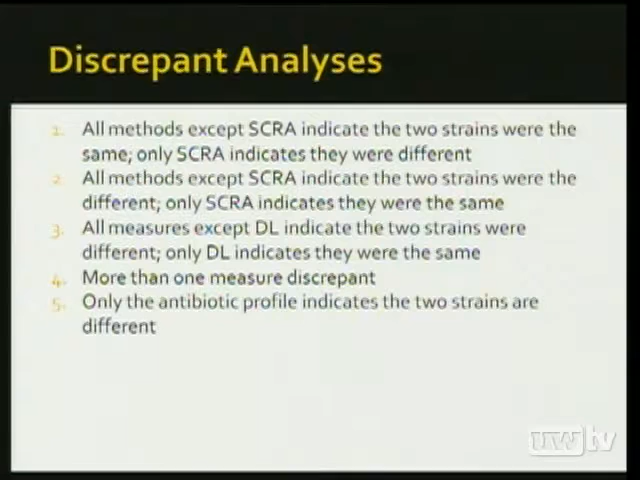 Discrepant Analyses
1. All methods except SCRA indicate the two strains were the
same; only SCRA indicates they were different
2. All methods except SCRA indicate the two strains were the
different; only SCRA indicates they were the same
3. All measures except DL indicate the two strains were
different; only DL indicates they were the same
4. More than one measure discrepant
5. Only the antibiotic profile indicates the two strains are
different
uwtv